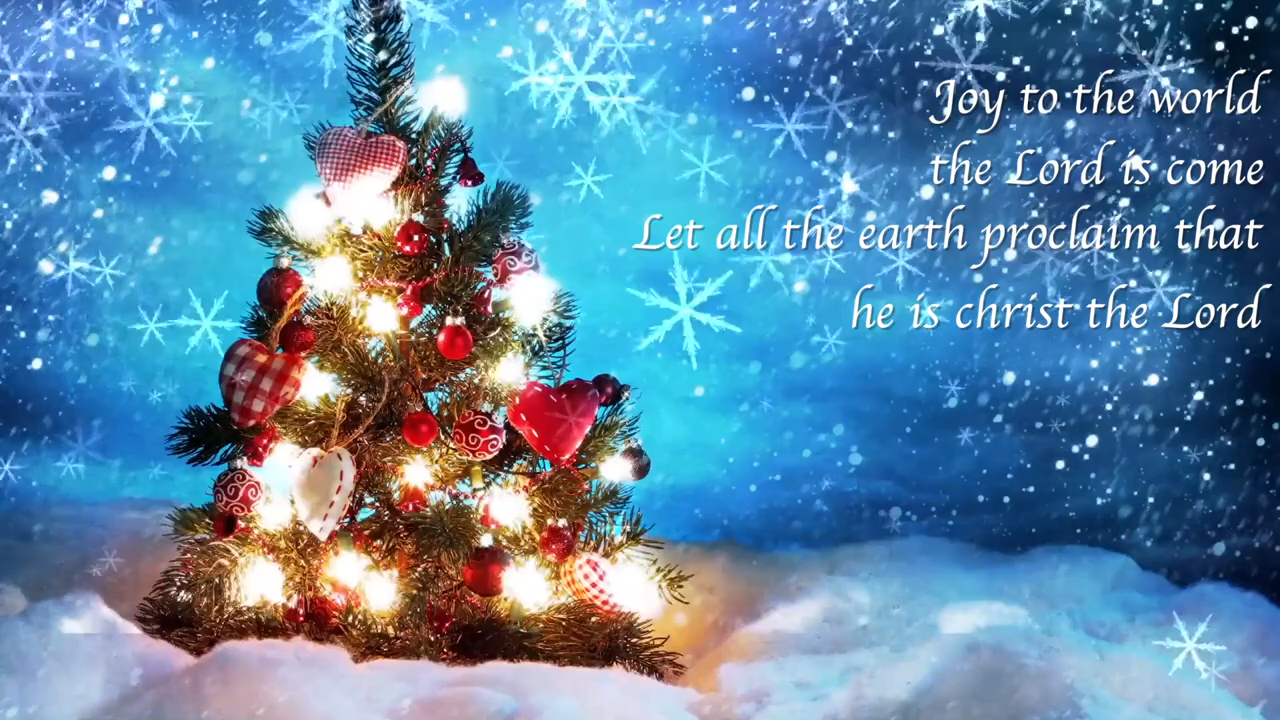 Joy to the world
the Lord is come
Let all the earth proclaim that
he is christ the Lord